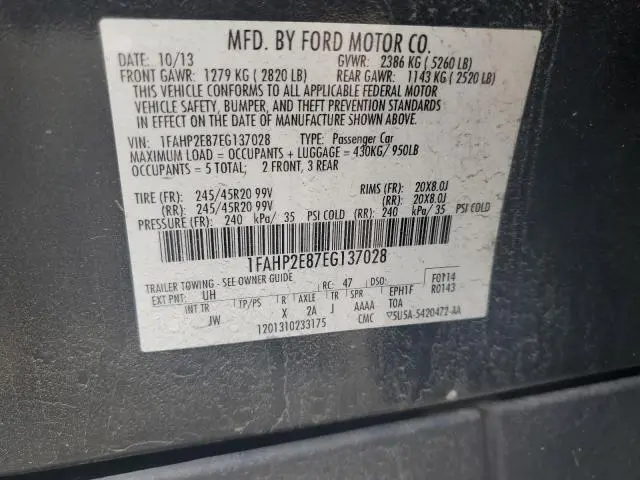 MFD. BY FORD MOTOR CO.
DATE: 10/13 GVWR: 2386 KG ( 5260 LB)
FRONT GAWR: 1279 KG ( 2820 LB) REAR GAWR: 1143 KG ( 2520 LB)
THIS VEHICLE CONFORMS TO ALL APPLICABLE FEDERAL MOTOR
VEHICLE SAFETY, BUMPER, AND THEFT PREVENTION STANDARDS
IN EFFECT ON THE DATE OF MANUFACTURE SHOWN ABOVE.
VIN: 1FAHP2E87EG137028 TYPE: Passenger Car
MAXIMUM LOAD = OCCUPANTS + LUGGAGE = 430KG/ 950LB
OCCUPANTS = 5 TOTAL; 2 FRONT, 3 REAR
TIRE (FR): 245/45R20 99V RIMS (FR): 20X8.0J
(RR): 245/45R20 99V (RR): 20X8.0J
PRESSURE (FR): 240 kPa/ 35 PSI COLD (RR): 240 kPa/ 35 PSI COLD
1FAHP2E87EG137028
TRAILER TOWING - SEE OWNER GUIDE
EXT PNT: UH RC: 47 DSO: F0114
INT TR TP/PS R AXLE TR SPR EPH1F R0143
JW X 2A J AAAA TOA
1201310233175 CMC 5U5A-5420472-AA